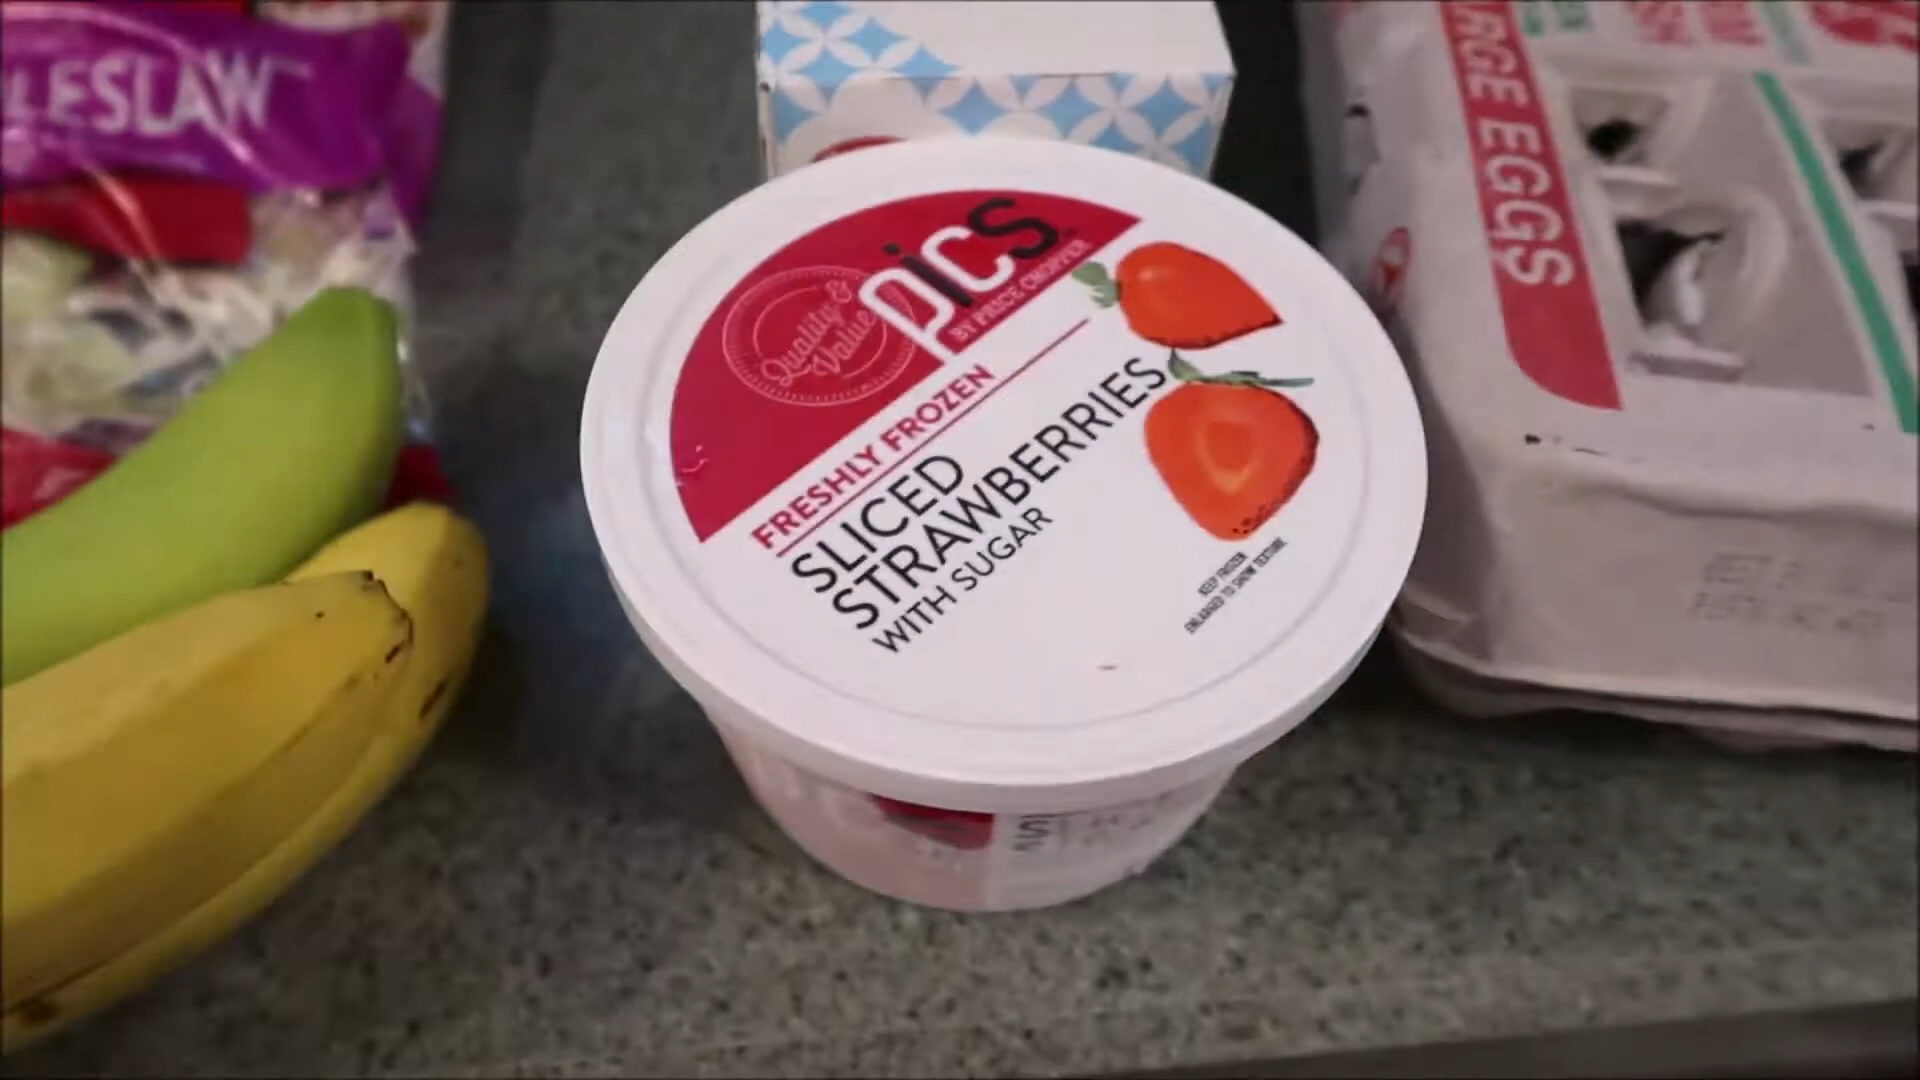 LESLAW
RGE EGGS
Quality &
Value
pics
BY PRICE CHOPPER
FRESHLY FROZEN
SLICED
STRAWBERRIES
WITH SUGAR
KEEP FROZEN
ENLARGED TO SHOW TEXTURE